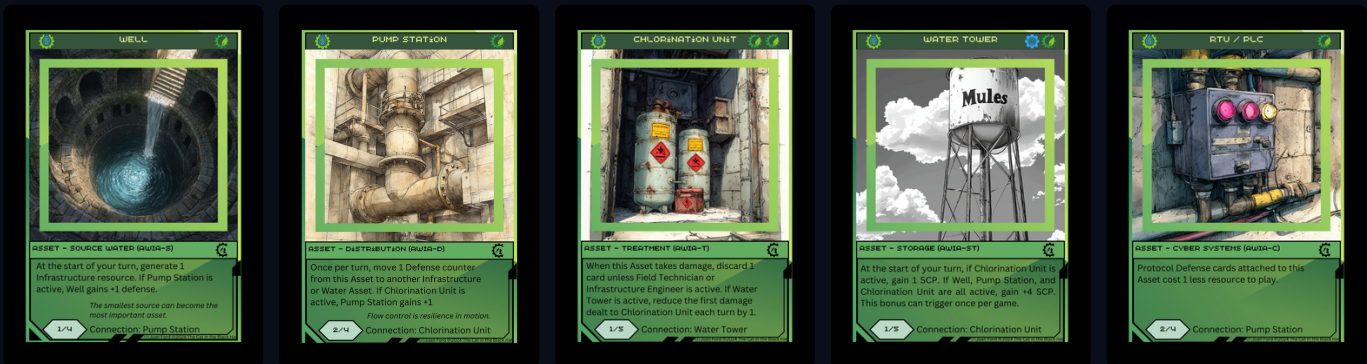 WELL
ASSET - SOURCE WATER (AWIA-S)
At the start of your turn, generate 1
Infrastructure resource. If Pump Station is
active, Well gains +1 defense.
The smallest source can become the
most important asset.
1/4
Connection: Pump Station
PUMP STATION
ASSET - DISTRIBUTION (AWIA-D)
Once per turn, move 1 Defense counter
from this Asset to another Infrastructure
or Water Asset. If Chlorination Unit is
active, Pump Station gains +1
Flow control is resilience in motion.
2/4
Connection: Chlorination Unit
CHLORINATION UNIT
ASSET - TREATMENT (AWIA-T)
When this Asset takes damage, discard 1
card unless Field Technician or
Infrastructure Engineer is active. If Water
Tower is active, reduce the first damage
dealt to Chlorination Unit each turn by 1.
1/5
Connection: Water Tower
WATER TOWER
Mules
ASSET - STORAGE (AWIA-ST)
At the start of your turn, if Chlorination Unit is
active, gain 1 SCP. If Well, Pump Station, and
Chlorination Unit are all active, gain +4 SCP.
This bonus can trigger once per game.
1/5
Connection: Chlorination Unit
RTU / PLC
ASSET - CYBER SYSTEMS (AWIA-C)
Protocol Defense cards attached to this
Asset cost 1 less resource to play.
2/4
Connection: Pump Station